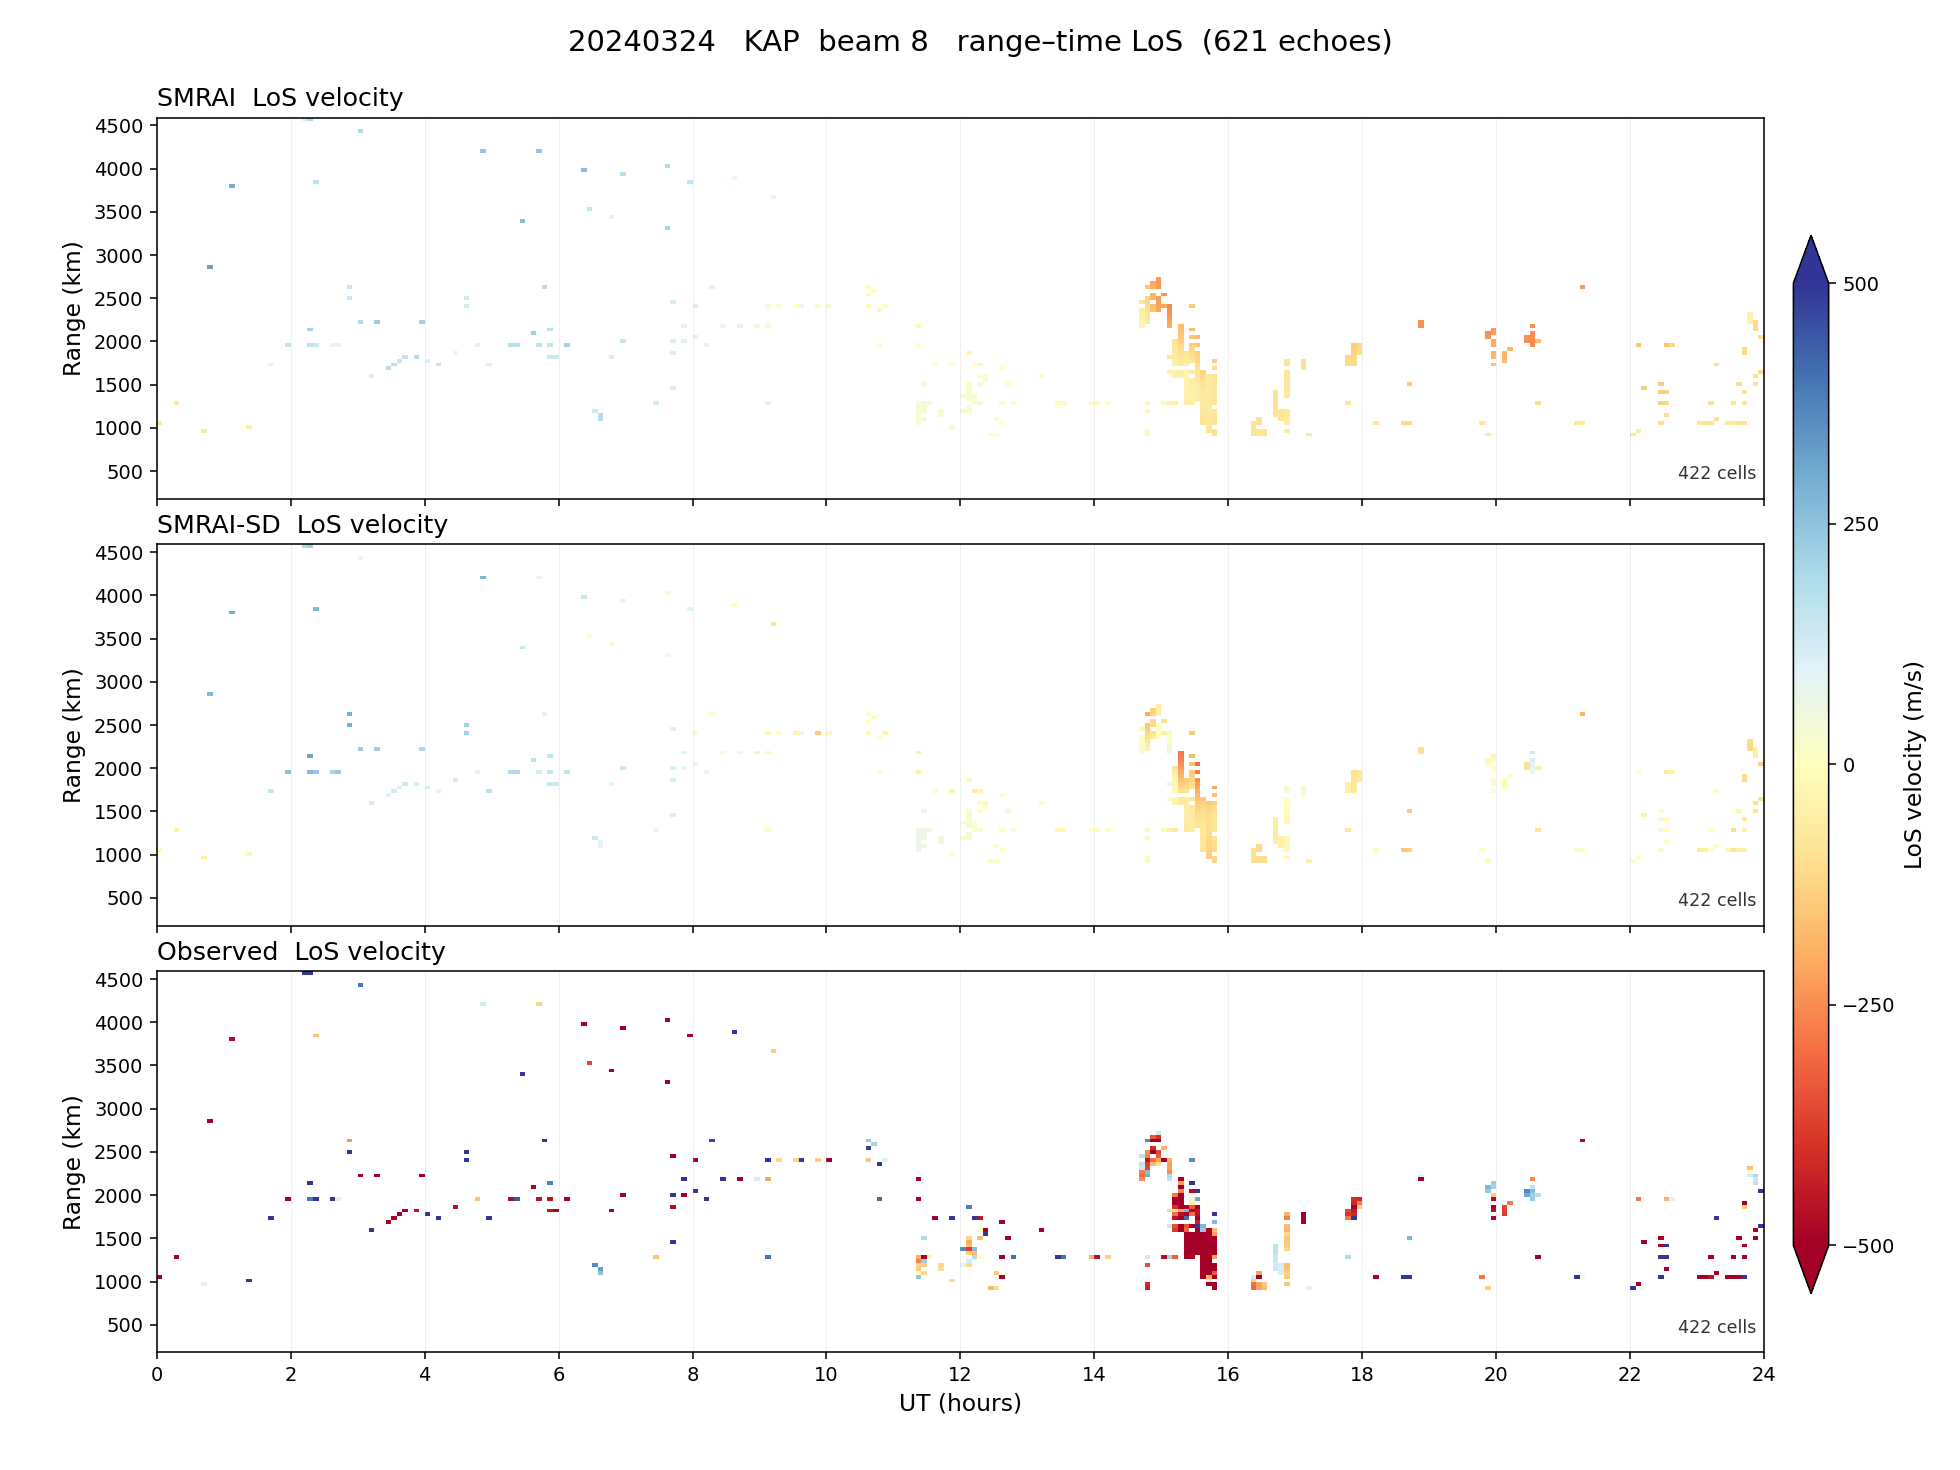 20240324   KAP  beam 8   range–time LoS  (621 echoes)
SMRAI  LoS velocity
4500
4000
3500
3000
2500
2000
1500
1000
500
Range (km)
422 cells
SMRAI-SD  LoS velocity
4500
4000
3500
3000
2500
2000
1500
1000
500
Range (km)
422 cells
Observed  LoS velocity
4500
4000
3500
3000
2500
2000
1500
1000
500
Range (km)
422 cells
0 2 4 6 8 10 12 14 16 18 20 22 24
UT (hours)
500
250
0
−250
−500
LoS velocity (m/s)